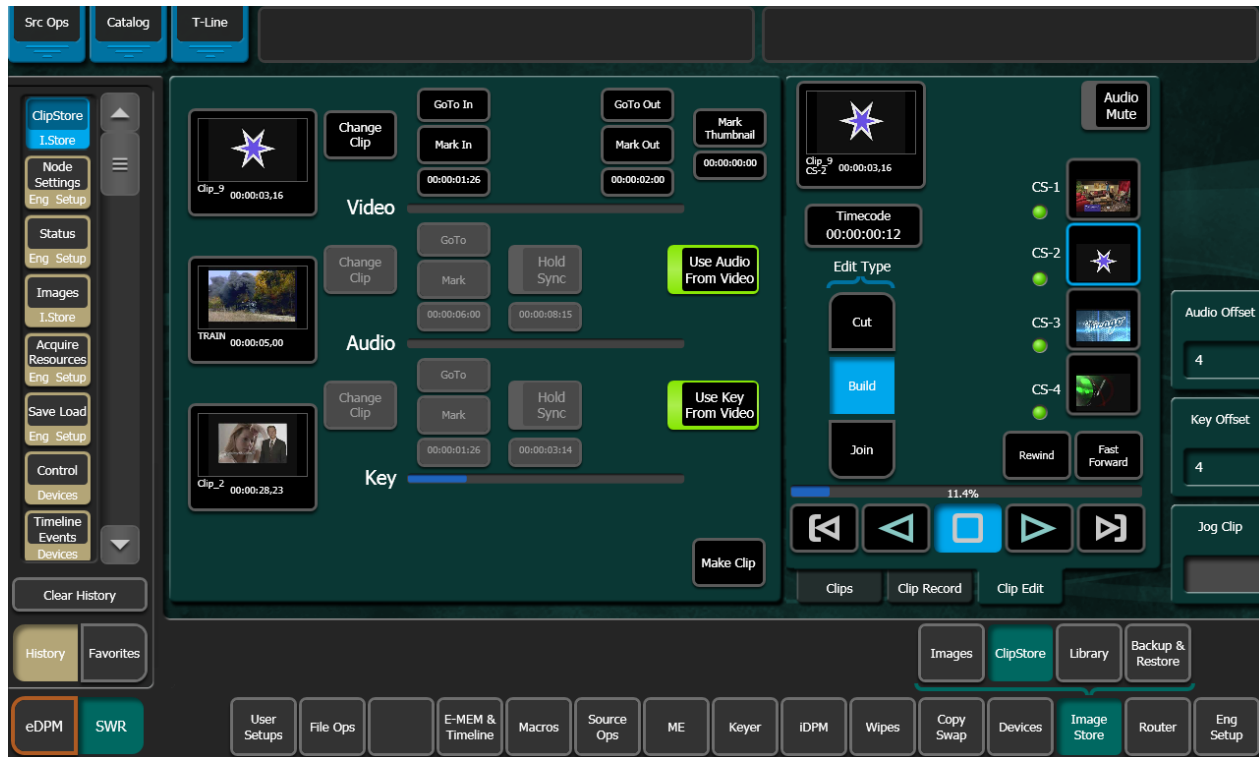 Src Ops
Catalog
T-Line
ClipStore
I.Store
Node
Settings
Eng Setup
Status
Eng Setup
Images
I.Store
Acquire
Resources
Eng Setup
Save Load
Eng Setup
Control
Devices
Timeline
Events
Devices
Clear History
History
Favorites
eDPM
SWR
Clip_9 00:00:03,16
Change
Clip
GoTo In
Mark In
00:00:01:26
GoTo Out
Mark Out
00:00:02:00
Mark
Thumbnail
00:00:00:00
Video
TRAIN 00:00:05,00
Change
Clip
GoTo
Mark
00:00:06:00
Hold
Sync
00:00:08:15
Use Audio
From Video
Audio
Clip_2 00:00:28,23
Change
Clip
GoTo
Mark
00:00:01:26
Hold
Sync
00:00:03:14
Use Key
From Video
Key
Make Clip
Clip_9
CS-2 00:00:03,16
Audio
Mute
Timecode
00:00:00:12
Edit Type
Cut
Build
Join
CS-1
CS-2
CS-3
Chicago
CS-4
Rewind
Fast
Forward
11.4%
Clips
Clip Record
Clip Edit
Audio Offset
4
Key Offset
4
Jog Clip
Images
ClipStore
Library
Backup &
Restore
User
Setups
File Ops
E-MEM &
Timeline
Macros
Source
Ops
ME
Keyer
iDPM
Wipes
Copy
Swap
Devices
Image
Store
Router
Eng
Setup